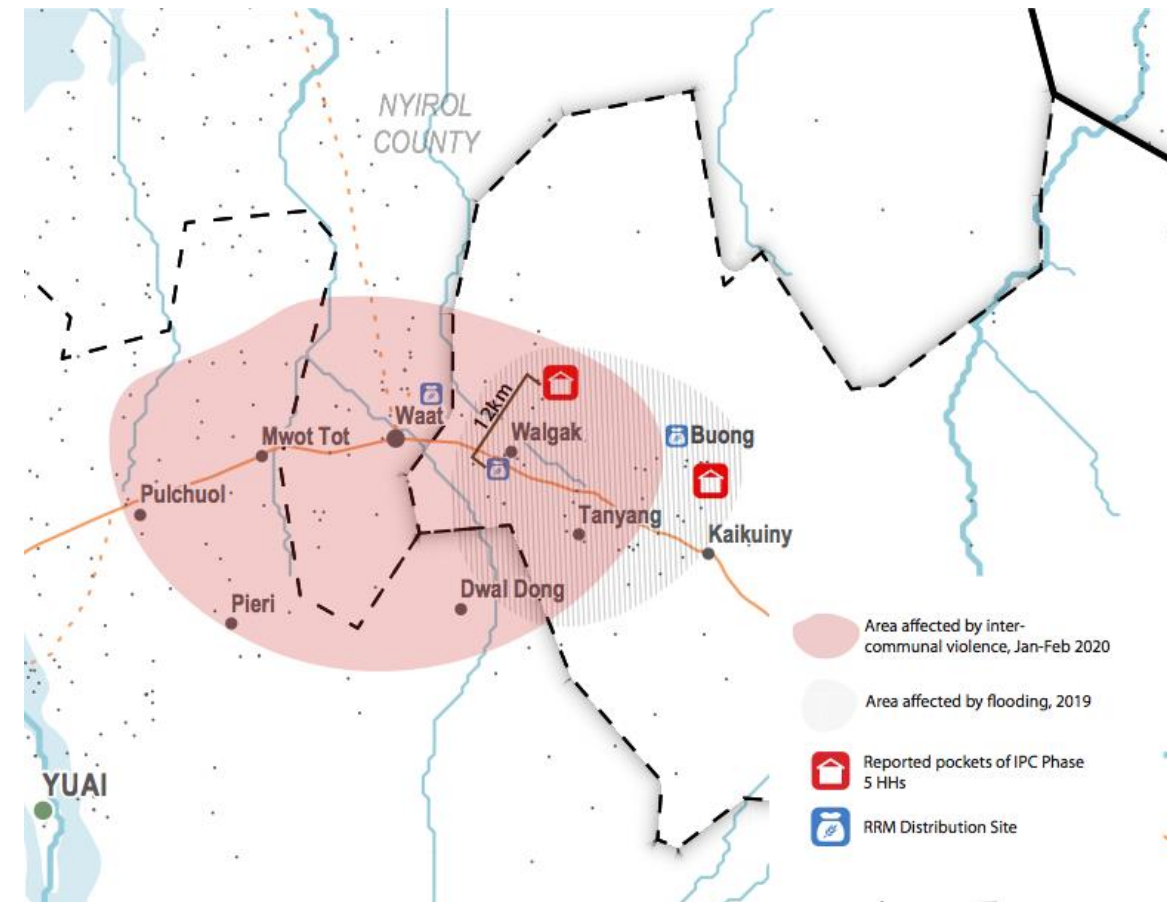 NYIROL
COUNTY
12km
Waat
Walgak
Buong
Mwot Tot
Pulchuol
Tanyang
Kaikuiny
Dwal Dong
Pieri
YUAI
Area affected by inter-
communal violence, Jan-Feb 2020
Area affected by flooding, 2019
Reported pockets of IPC Phase
5 HHs
RRM Distribution Site